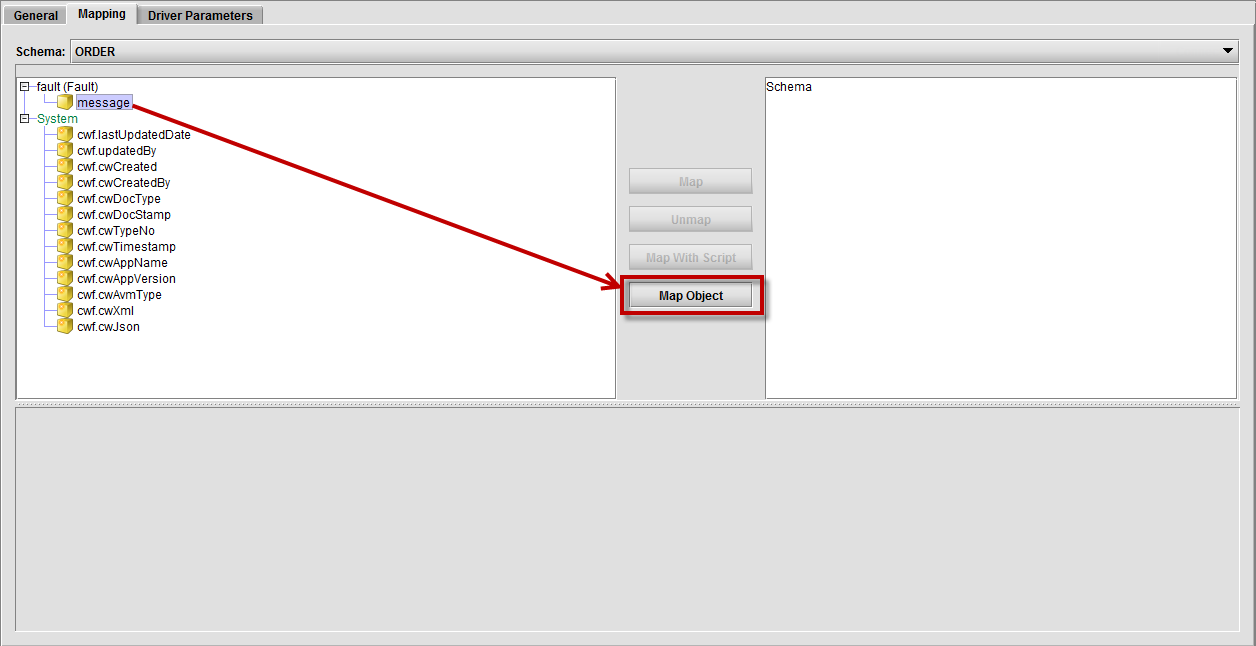 General Mapping Driver Parameters
Schema: ORDER
fault (Fault)
message
System
cwf.lastUpdatedDate
cwf.updatedBy
cwf.cwCreated
cwf.cwCreatedBy
cwf.cwDocType
cwf.cwDocStamp
cwf.cwTypeNo
cwf.cwTimestamp
cwf.cwAppName
cwf.cwAppVersion
cwf.cwAvmType
cwf.cwXml
cwf.cwJson
Map
Unmap
Map With Script
Map Object
Schema